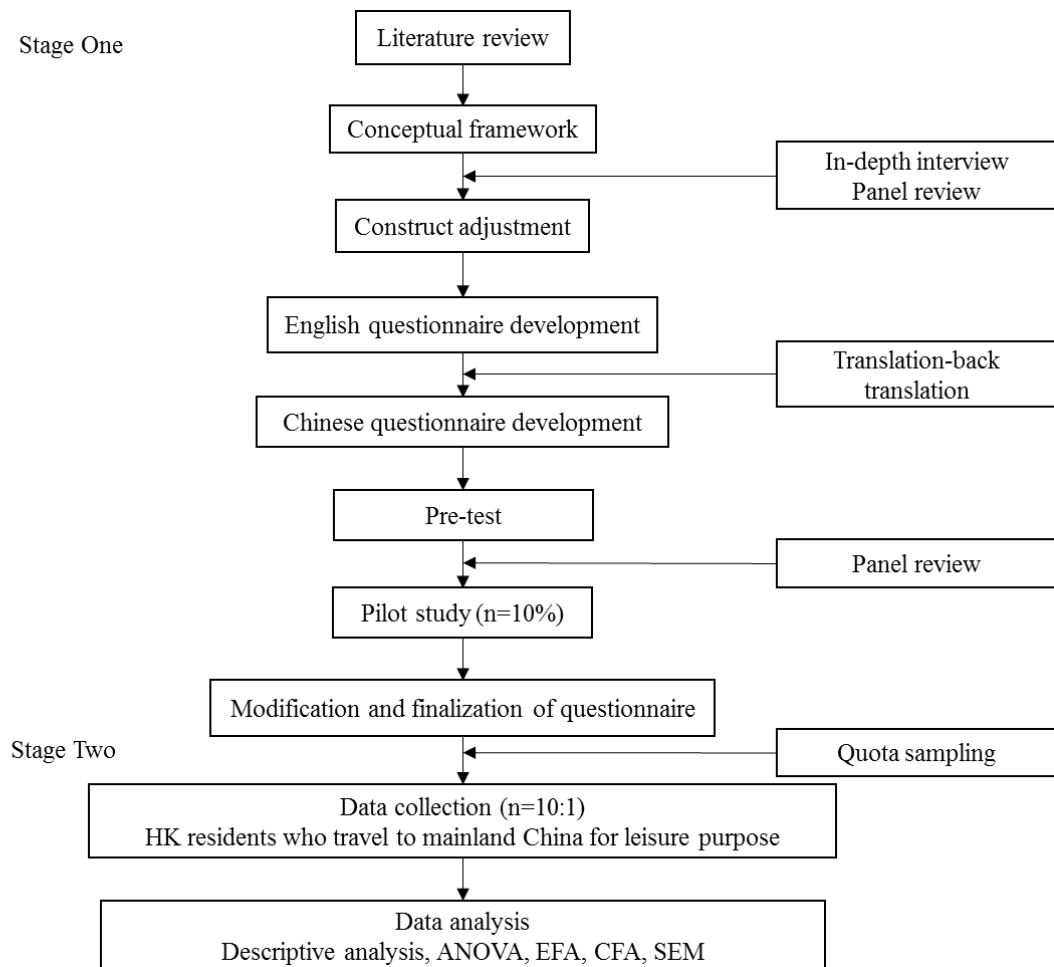 Stage One
Literature review
Conceptual framework
In-depth interview
Panel review
Construct adjustment
English questionnaire development
Translation-back
translation
Chinese questionnaire development
Pre-test
Panel review
Pilot study (n=10%)
Modification and finalization of questionnaire
Stage Two
Quota sampling
Data collection (n=10:1)
HK residents who travel to mainland China for leisure purpose
Data analysis
Descriptive analysis, ANOVA, EFA, CFA, SEM